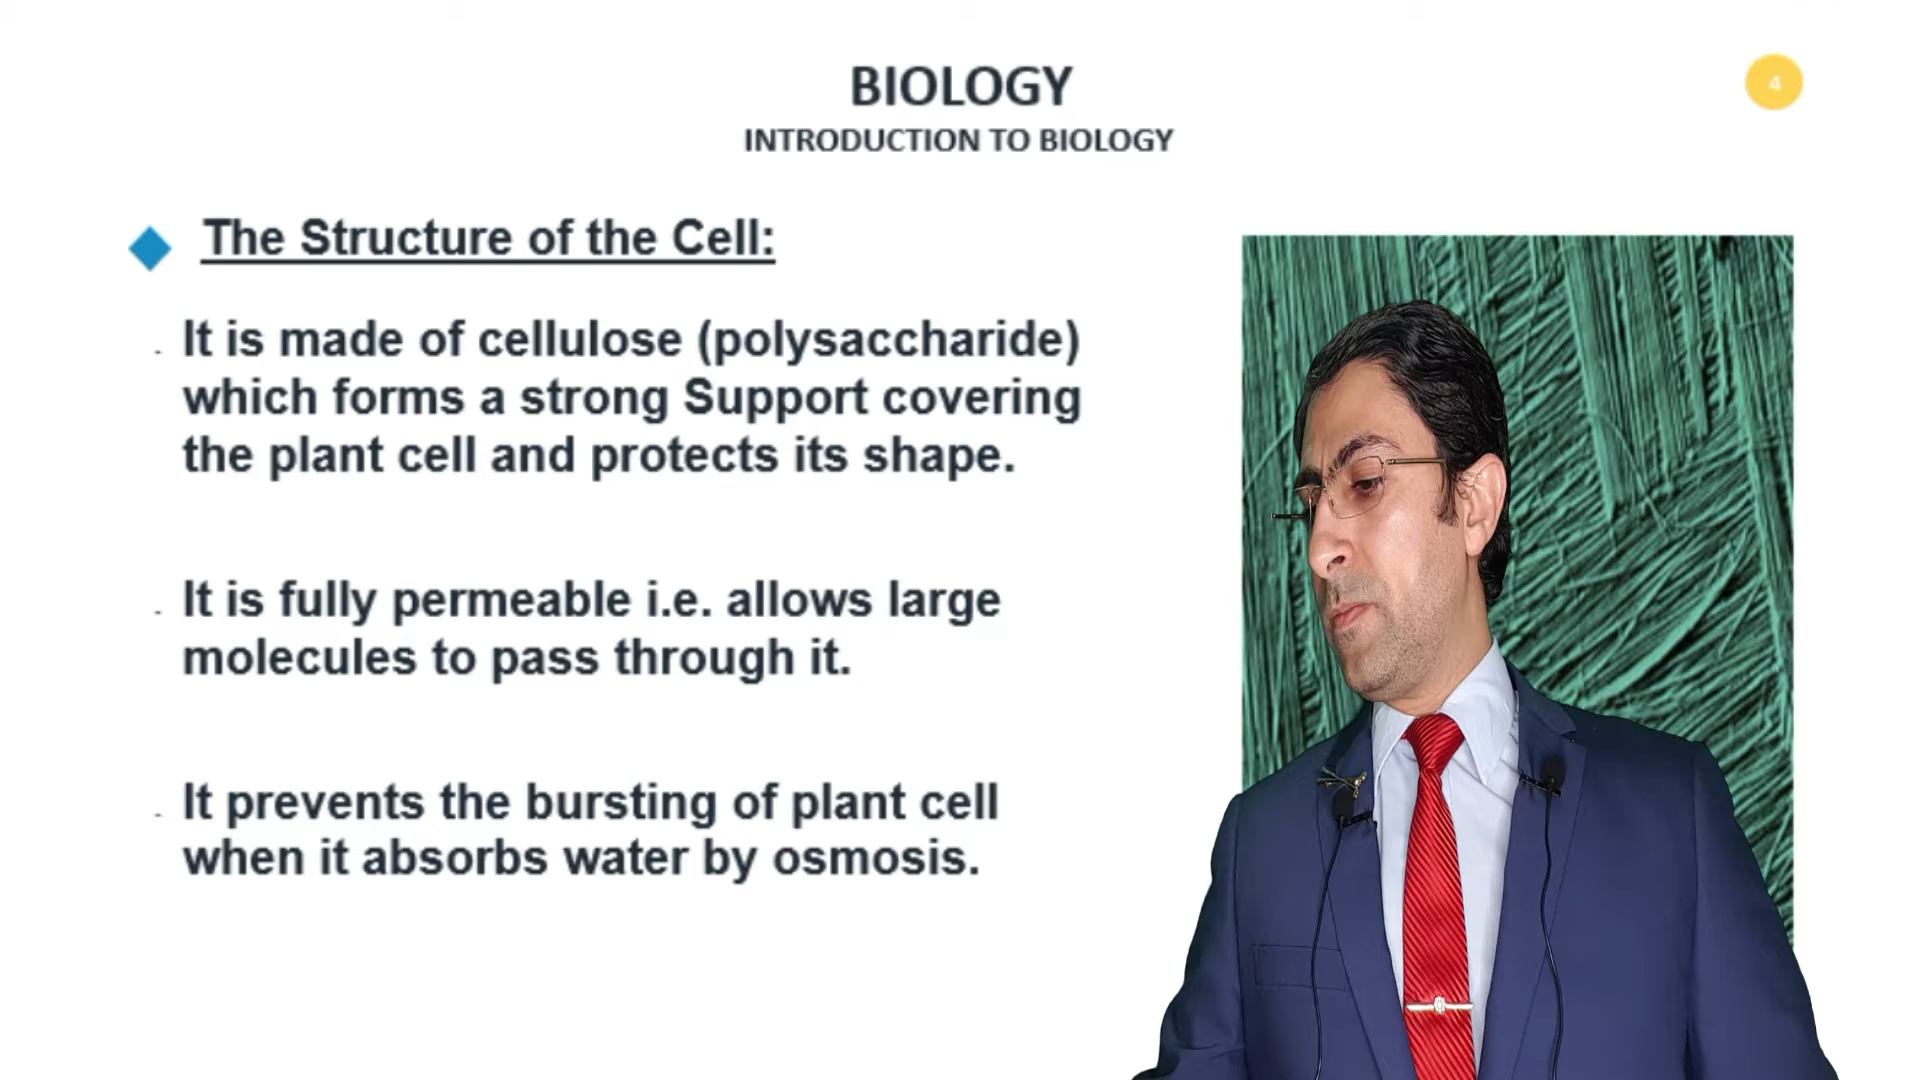 BIOLOGY
4
INTRODUCTION TO BIOLOGY
The Structure of the Cell:
It is made of cellulose (polysaccharide)
which forms a strong Support covering
the plant cell and protects its shape.
It is fully permeable i.e. allows large
molecules to pass through it.
It prevents the bursting of plant cell
when it absorbs water by osmosis.